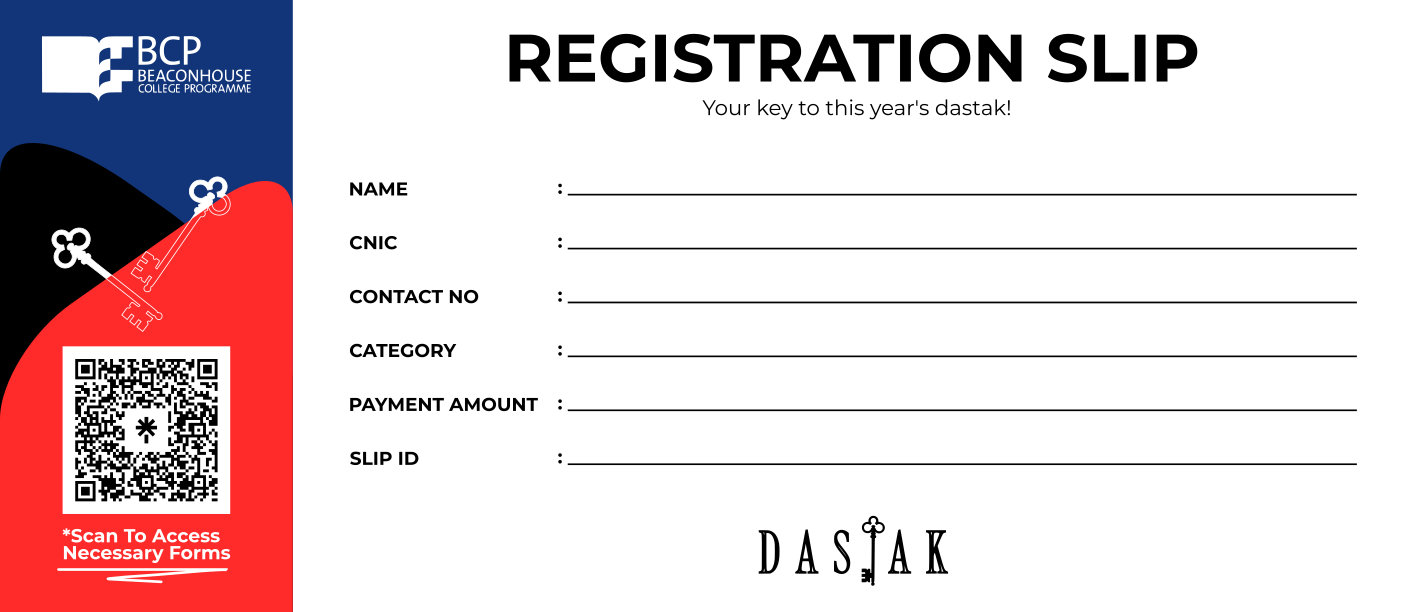 BCP
BEACONHOUSE
COLLEGE PROGRAMME
*Scan To Access
Necessary Forms
REGISTRATION SLIP
Your key to this year's dastak!
NAME :
CNIC :
CONTACT NO :
CATEGORY :
PAYMENT AMOUNT :
SLIP ID :
DASTAK